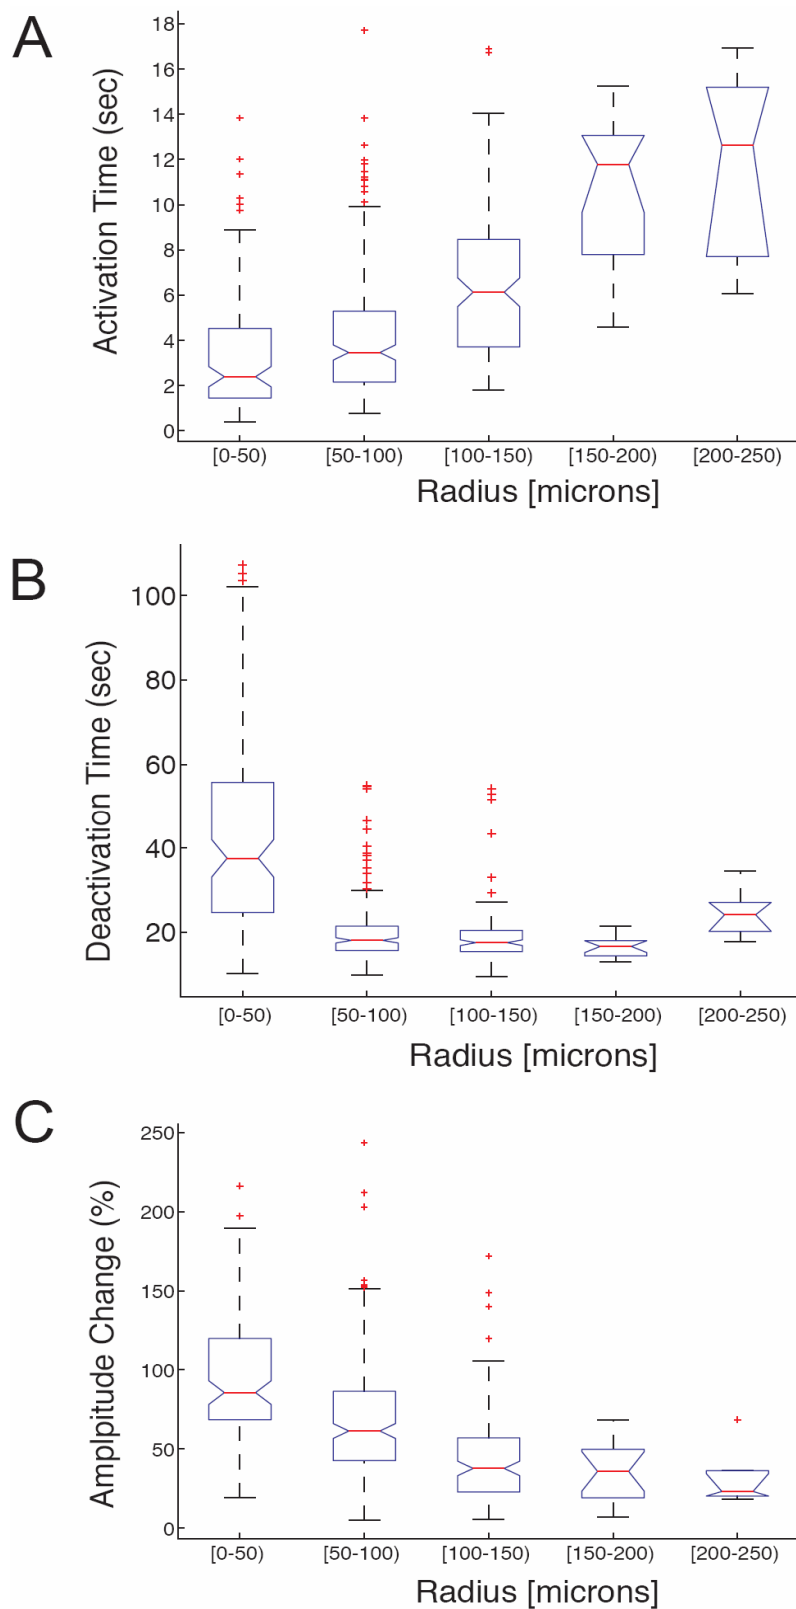 A
Activation Time (sec)
18
16
14
12
10
8
6
4
2
0
[0-50) [50-100) [100-150) [150-200) [200-250)
Radius [microns]
B
Deactivation Time (sec)
100
80
60
40
20
[0-50) [50-100) [100-150) [150-200) [200-250)
Radius [microns]
C
Amplpitude Change (%)
250
200
150
100
50
0
[0-50) [50-100) [100-150) [150-200) [200-250)
Radius [microns]